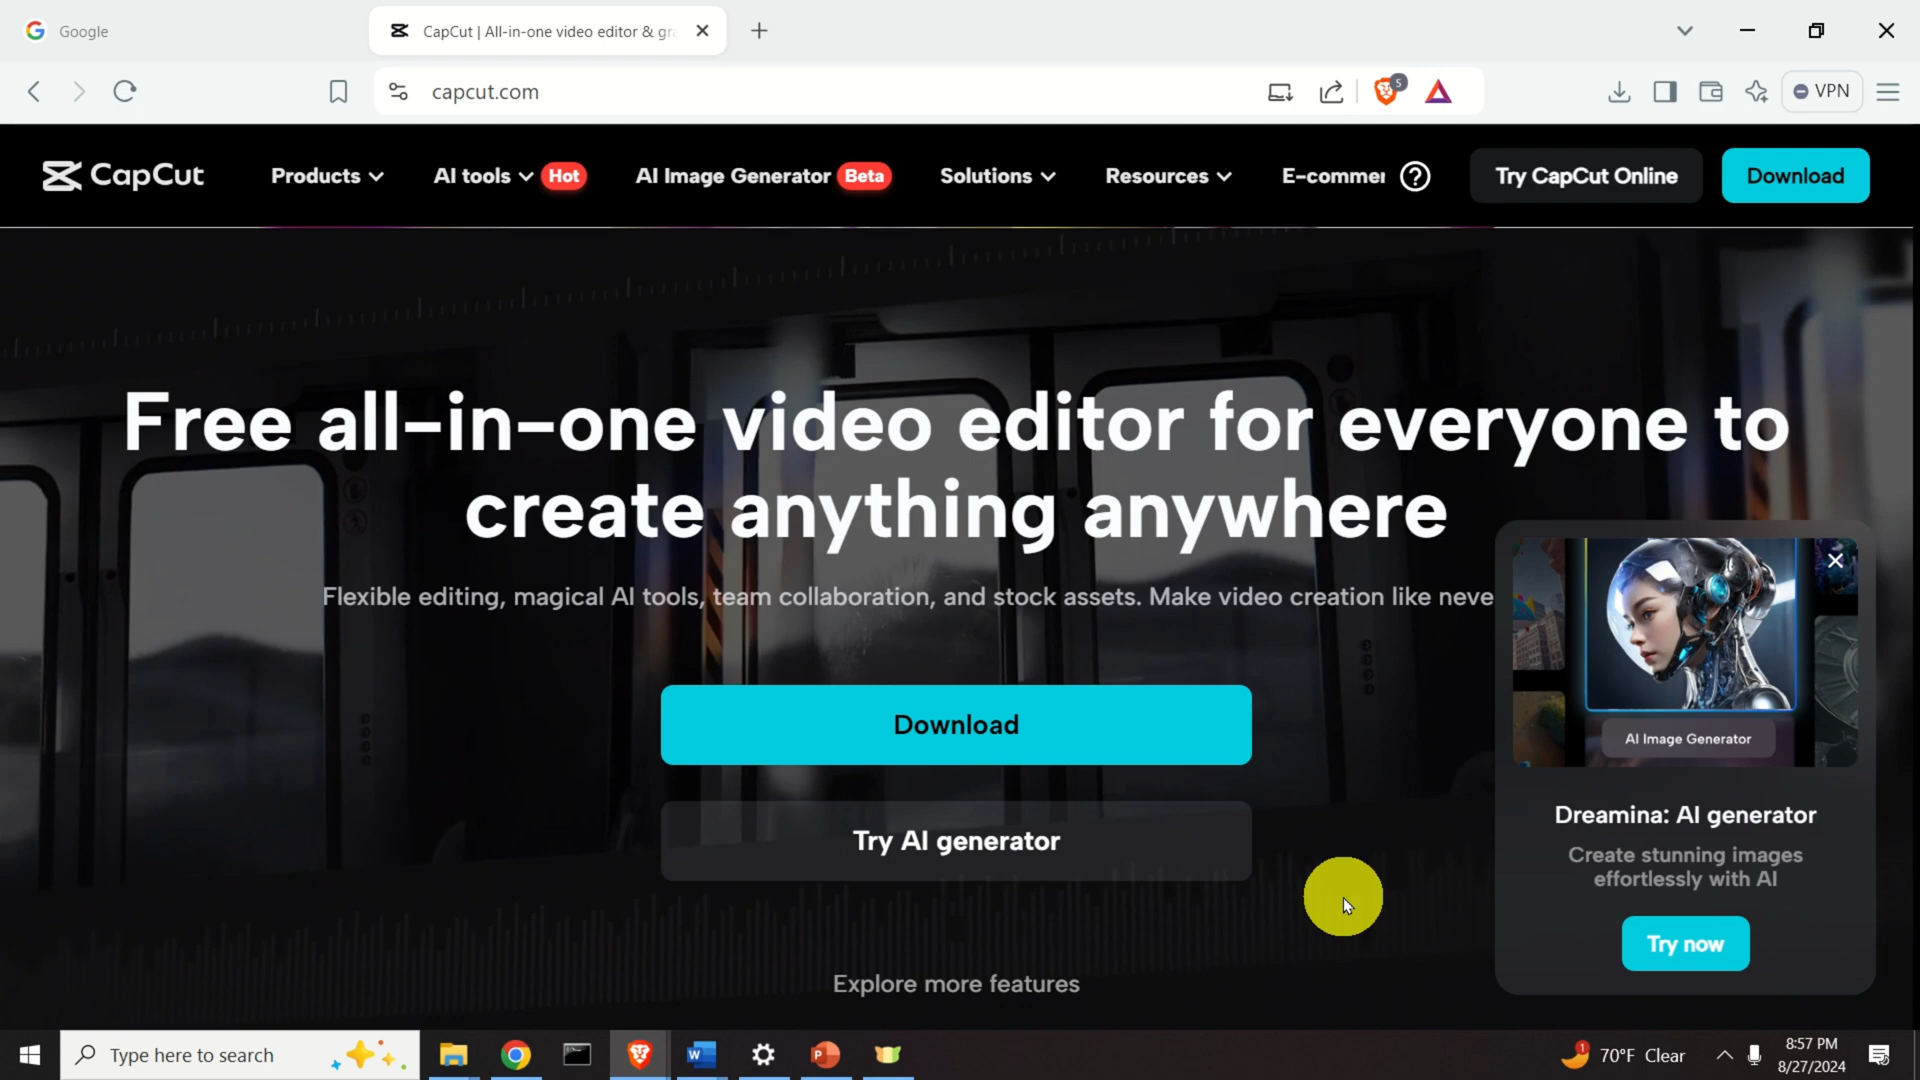 Google
CapCut | All-in-one video editor & gr
capcut.com
5
VPN
CapCut
Products
AI tools
Hot
AI Image Generator
Beta
Solutions
Resources
E-commer
Try CapCut Online
Download
Free all-in-one video editor for everyone to
create anything anywhere
Flexible editing, magical AI tools, team collaboration, and stock assets. Make video creation like neve
Download
Try AI generator
Explore more features
AI Image Generator
Dreamina: AI generator
Create stunning images
effortlessly with AI
Try now
Type here to search
1
70°F Clear
8:57 PM
8/27/2024